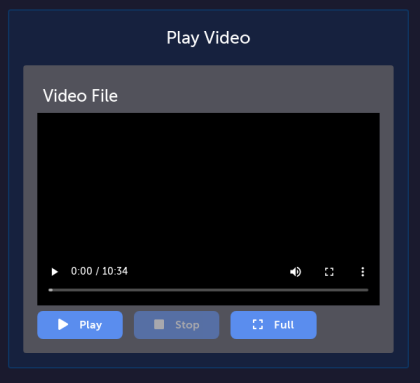 Play Video
Video File
0:00 / 10:34
Play Stop Full